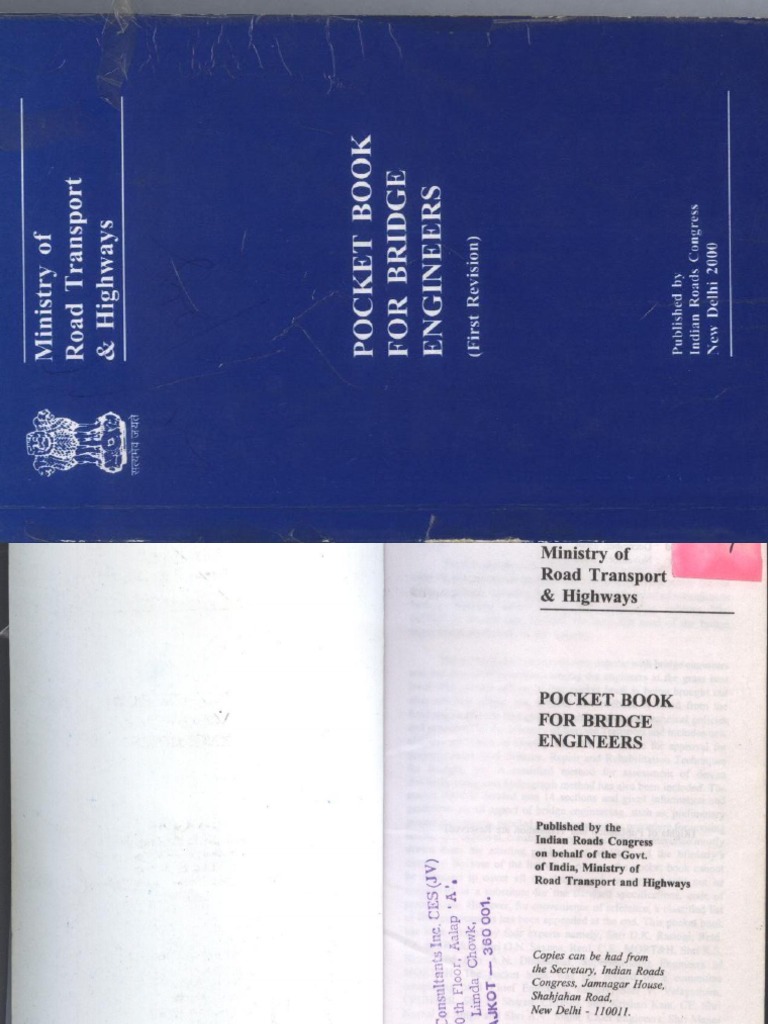 Ministry of
Road Transport
& Highways
सत्यमेव जयते
POCKET BOOK
FOR BRIDGE
ENGINEERS
(First Revision)
Published by
Indian Roads Congress
New Delhi 2000
Ministry of
Road Transport
& Highways
POCKET BOOK
FOR BRIDGE
ENGINEERS
Published by the
Indian Roads Congress
on behalf of the Govt.
of India, Ministry of
Road Transport and Highways
Copies can be had from
the Secretary, Indian Roads
Congress, Jamnagar House,
Shahjahan Road,
New Delhi - 110011.
Consultants Inc. CES (JV)
0 th Floor, Aalap 'A'.
Limda Chowk,
AJKOT — 360 001.